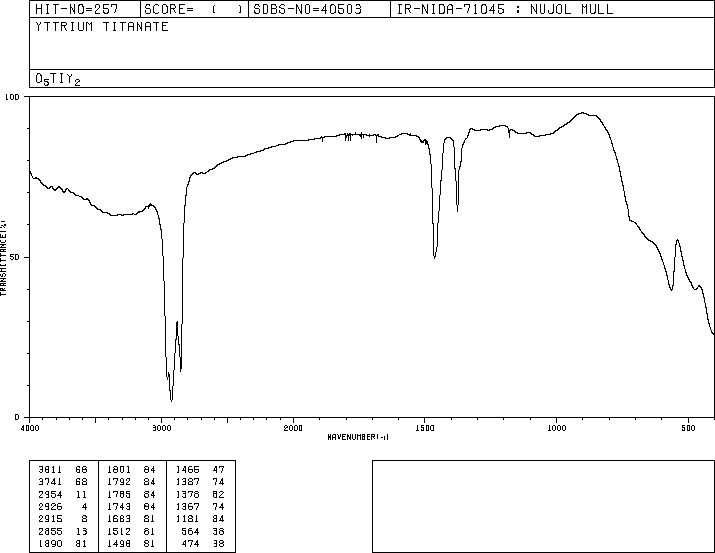 HIT-NO=257 SCORE= ( ) SDBS-NO=40503 IR-NIDA-71045 : NUJOL MULL
YTTRIUM TITANATE
O5TIY2
100
50
0
TRANSMITTANCE(%)
4000 3000 2000 1500 1000 500
WAVENUMBER(-1)
3811 68 1801 84 1466 47
3741 68 1792 84 1387 74
2954 11 1785 84 1378 62
2926 4 1743 84 1367 74
2915 8 1683 81 1181 84
2855 13 1512 81 564 38
1890 81 1498 81 474 38